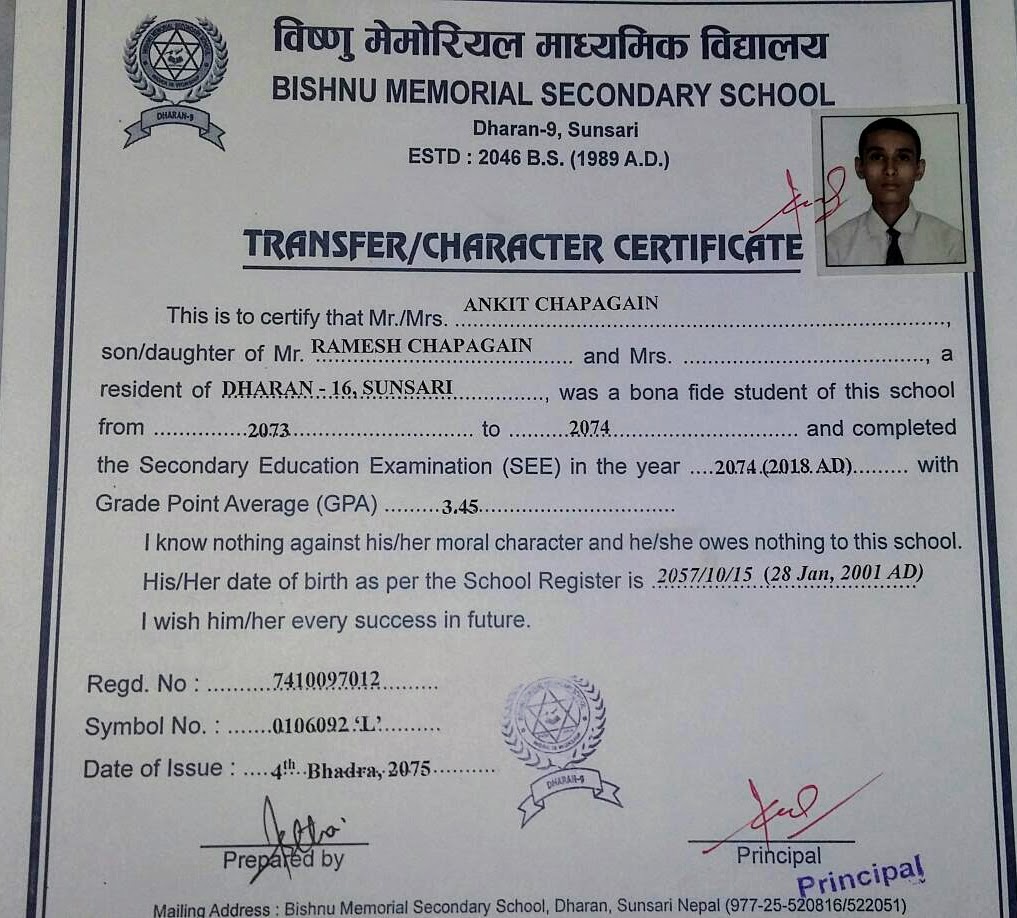 विष्णु मेमोरियल माध्यमिक विद्यालय
BISHNU MEMORIAL SECONDARY SCHOOL
Dharan-9, Sunsari
ESTD : 2046 B.S. (1989 A.D.)
DHARAN-9
TRANSFER/CHARACTER CERTIFICATE
This is to certify that Mr./Mrs. ANKIT CHAPAGAIN,
son/daughter of Mr. RAMESH CHAPAGAIN and Mrs. ......................................, a
resident of DHARAN - 16, SUNSARI, was a bona fide student of this school
from 2073 to 2074 and completed
the Secondary Education Examination (SEE) in the year 2074 (2018 AD) with
Grade Point Average (GPA) 3.45
I know nothing against his/her moral character and he/she owes nothing to this school.
His/Her date of birth as per the School Register is 2057/10/15 (28 Jan, 2001 AD)
I wish him/her every success in future.
Regd. No : 7410097012
Symbol No. : 0106092 'L'
Date of Issue : 4th Bhadra, 2075
DHARAN-9
Prepared by
Principal
Principal
Mailing Address : Bishnu Memorial Secondary School, Dharan, Sunsari Nepal (977-25-520816/522051)